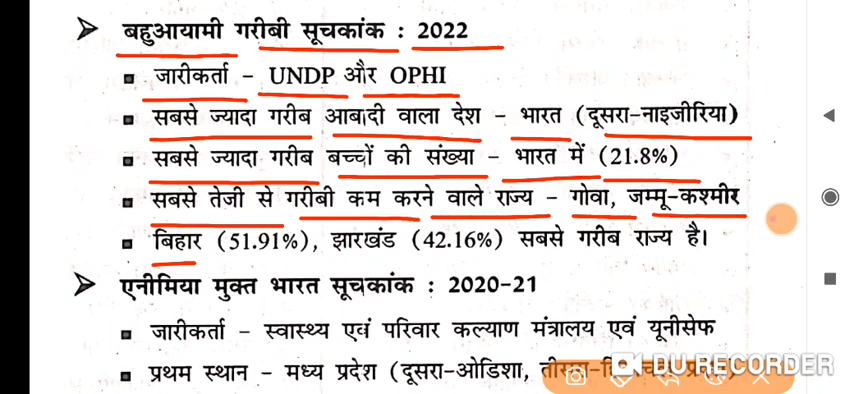 ➤ बहुआयामी गरीबी सूचकांक : 2022
▪ जारीकर्ता – UNDP और OPHI
▪ सबसे ज्यादा गरीब आबादी वाला देश – भारत (दूसरा-नाइजीरिया)
▪ सबसे ज्यादा गरीब बच्चों की संख्या – भारत में (21.8%)
▪ सबसे तेजी से गरीबी कम करने वाले राज्य – गोवा, जम्मू-कश्मीर
▪ बिहार (51.91%), झारखंड (42.16%) सबसे गरीब राज्य है।
➤ एनीमिया मुक्त भारत सूचकांक : 2020-21
▪ जारीकर्ता – स्वास्थ्य एवं परिवार कल्याण मंत्रालय एवं यूनीसेफ
▪ प्रथम स्थान – मध्य प्रदेश (दूसरा-ओडिशा,
DU RECORDER